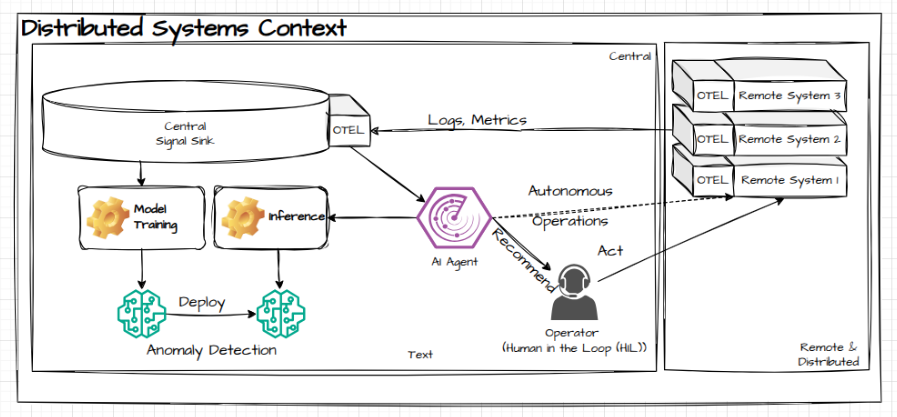 Distributed Systems Context
Central
Central
Signal Sink
OTEL
Logs, Metrics
OTEL
Remote System 3
OTEL
Remote System 2
OTEL
Remote System 1
Model
Training
Inference
Autonomous
Operations
AI Agent
Recommend
Act
Deploy
Anomaly Detection
Operator
(Human in the Loop (HiL))
Text
Remote &
Distributed